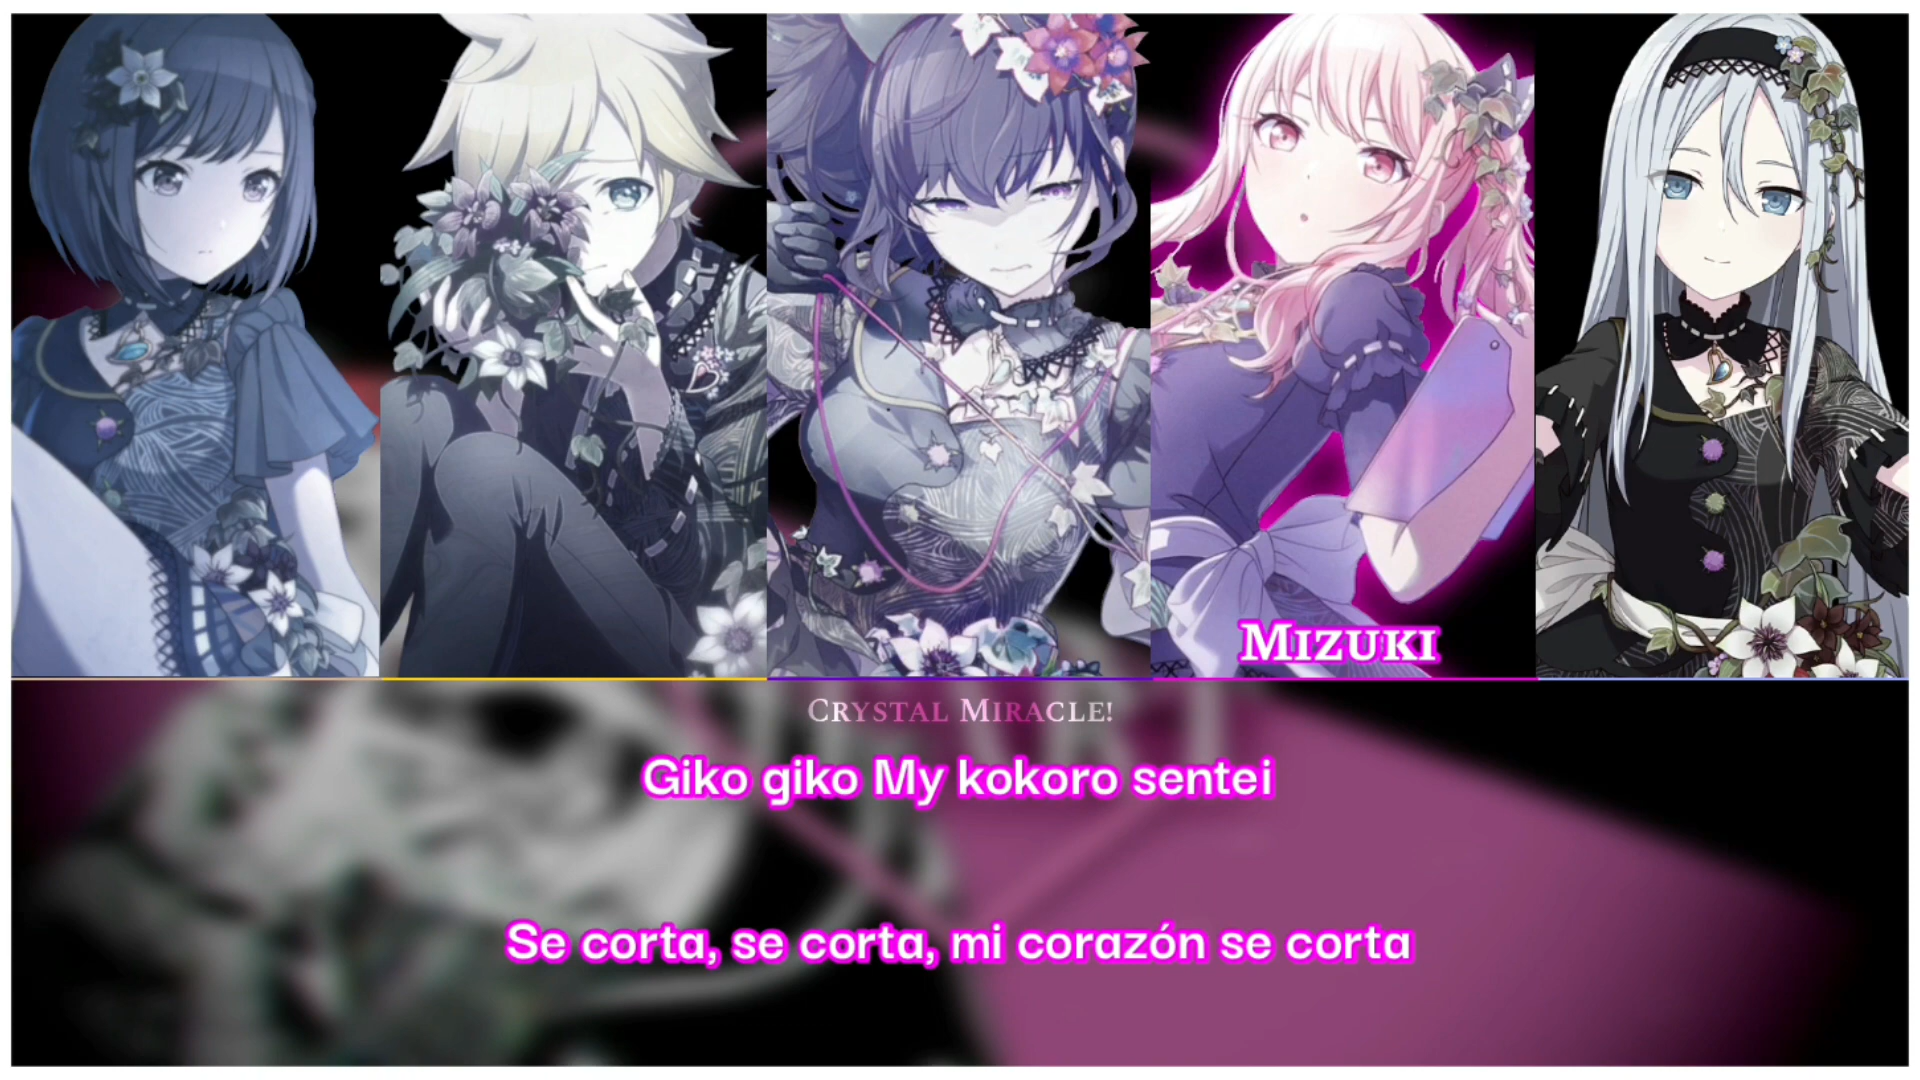 Mizuki
Crystal Miracle!
Giko giko My kokoro sentei
Se corta, se corta, mi corazón se corta